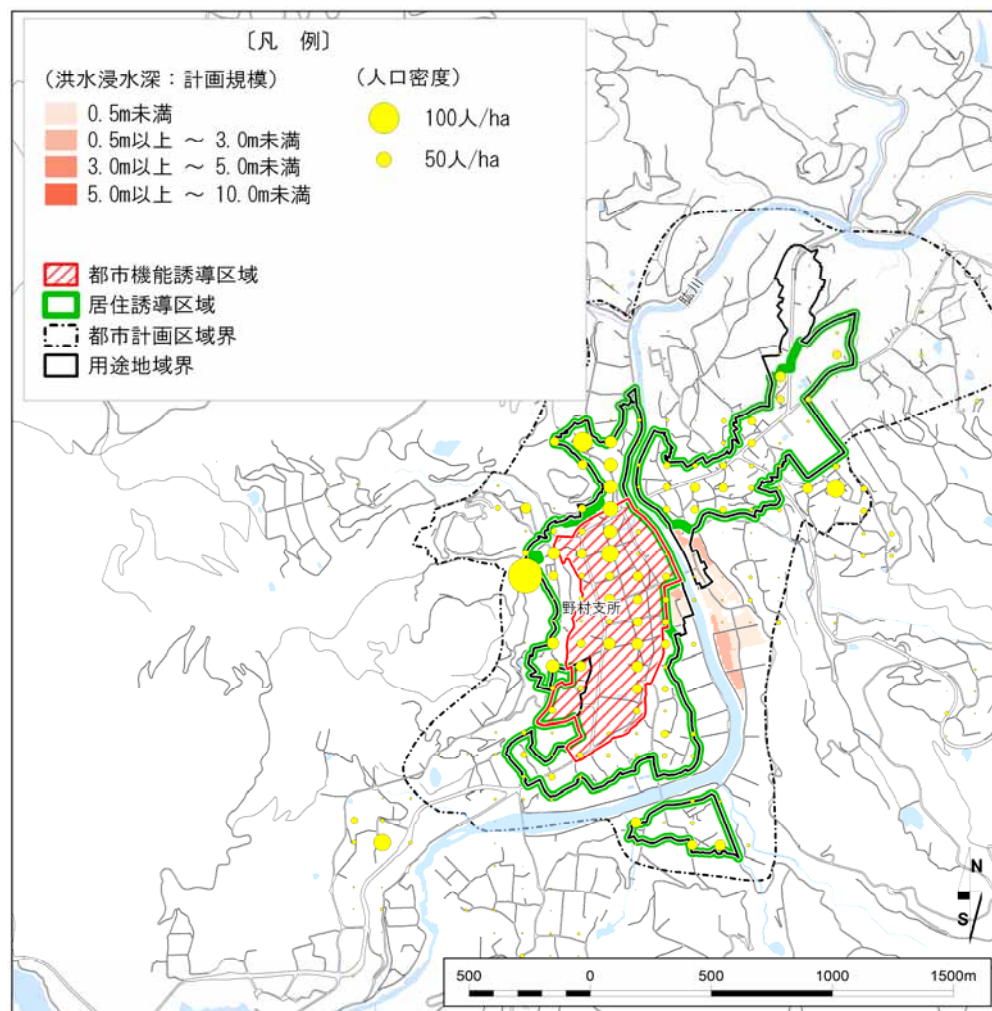 〔凡 例〕
(洪水浸水深：計画規模)
0.5m未満
0.5m以上 ～ 3.0m未満
3.0m以上 ～ 5.0m未満
5.0m以上 ～ 10.0m未満
(人口密度)
100人/ha
50人/ha
都市機能誘導区域
居住誘導区域
都市計画区域界
用途地域界
肱川
野村支所
N
S
500 0 500 1000 1500m